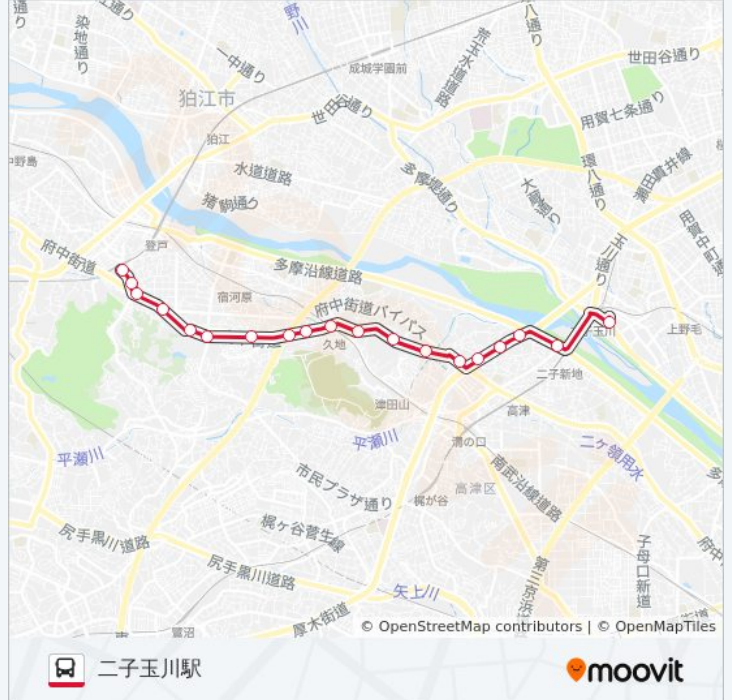 通り
染地通り
通り
野川
八通り
一中通り
成城学園前
荒玉水道道路
世田谷通り
狛江市
世田谷通り
用賀七条通り
狛江
中野島
水道道路
環八通り
瀬田貫井線
多摩堤通り
大蔵通り
猪駒通り
府中街道
登戸
玉川通り
用賀中町通
多摩沿線道路
宿河原
府中街道バイパス
子玉川
上野毛
久地
二子新地
津田山
高津
平瀬川
平瀬川
溝の口
二ケ領用水
高津区
南武沿線道路
市民プラザ通り
梶が谷
尻手黒川道路
梶ヶ谷菅生線
尻手黒川道路
子母口新道
府中
第三京浜道
矢上川
厚木街道
鷺沼
© OpenStreetMap contributors | © OpenMapTiles
二子玉川駅
moovit